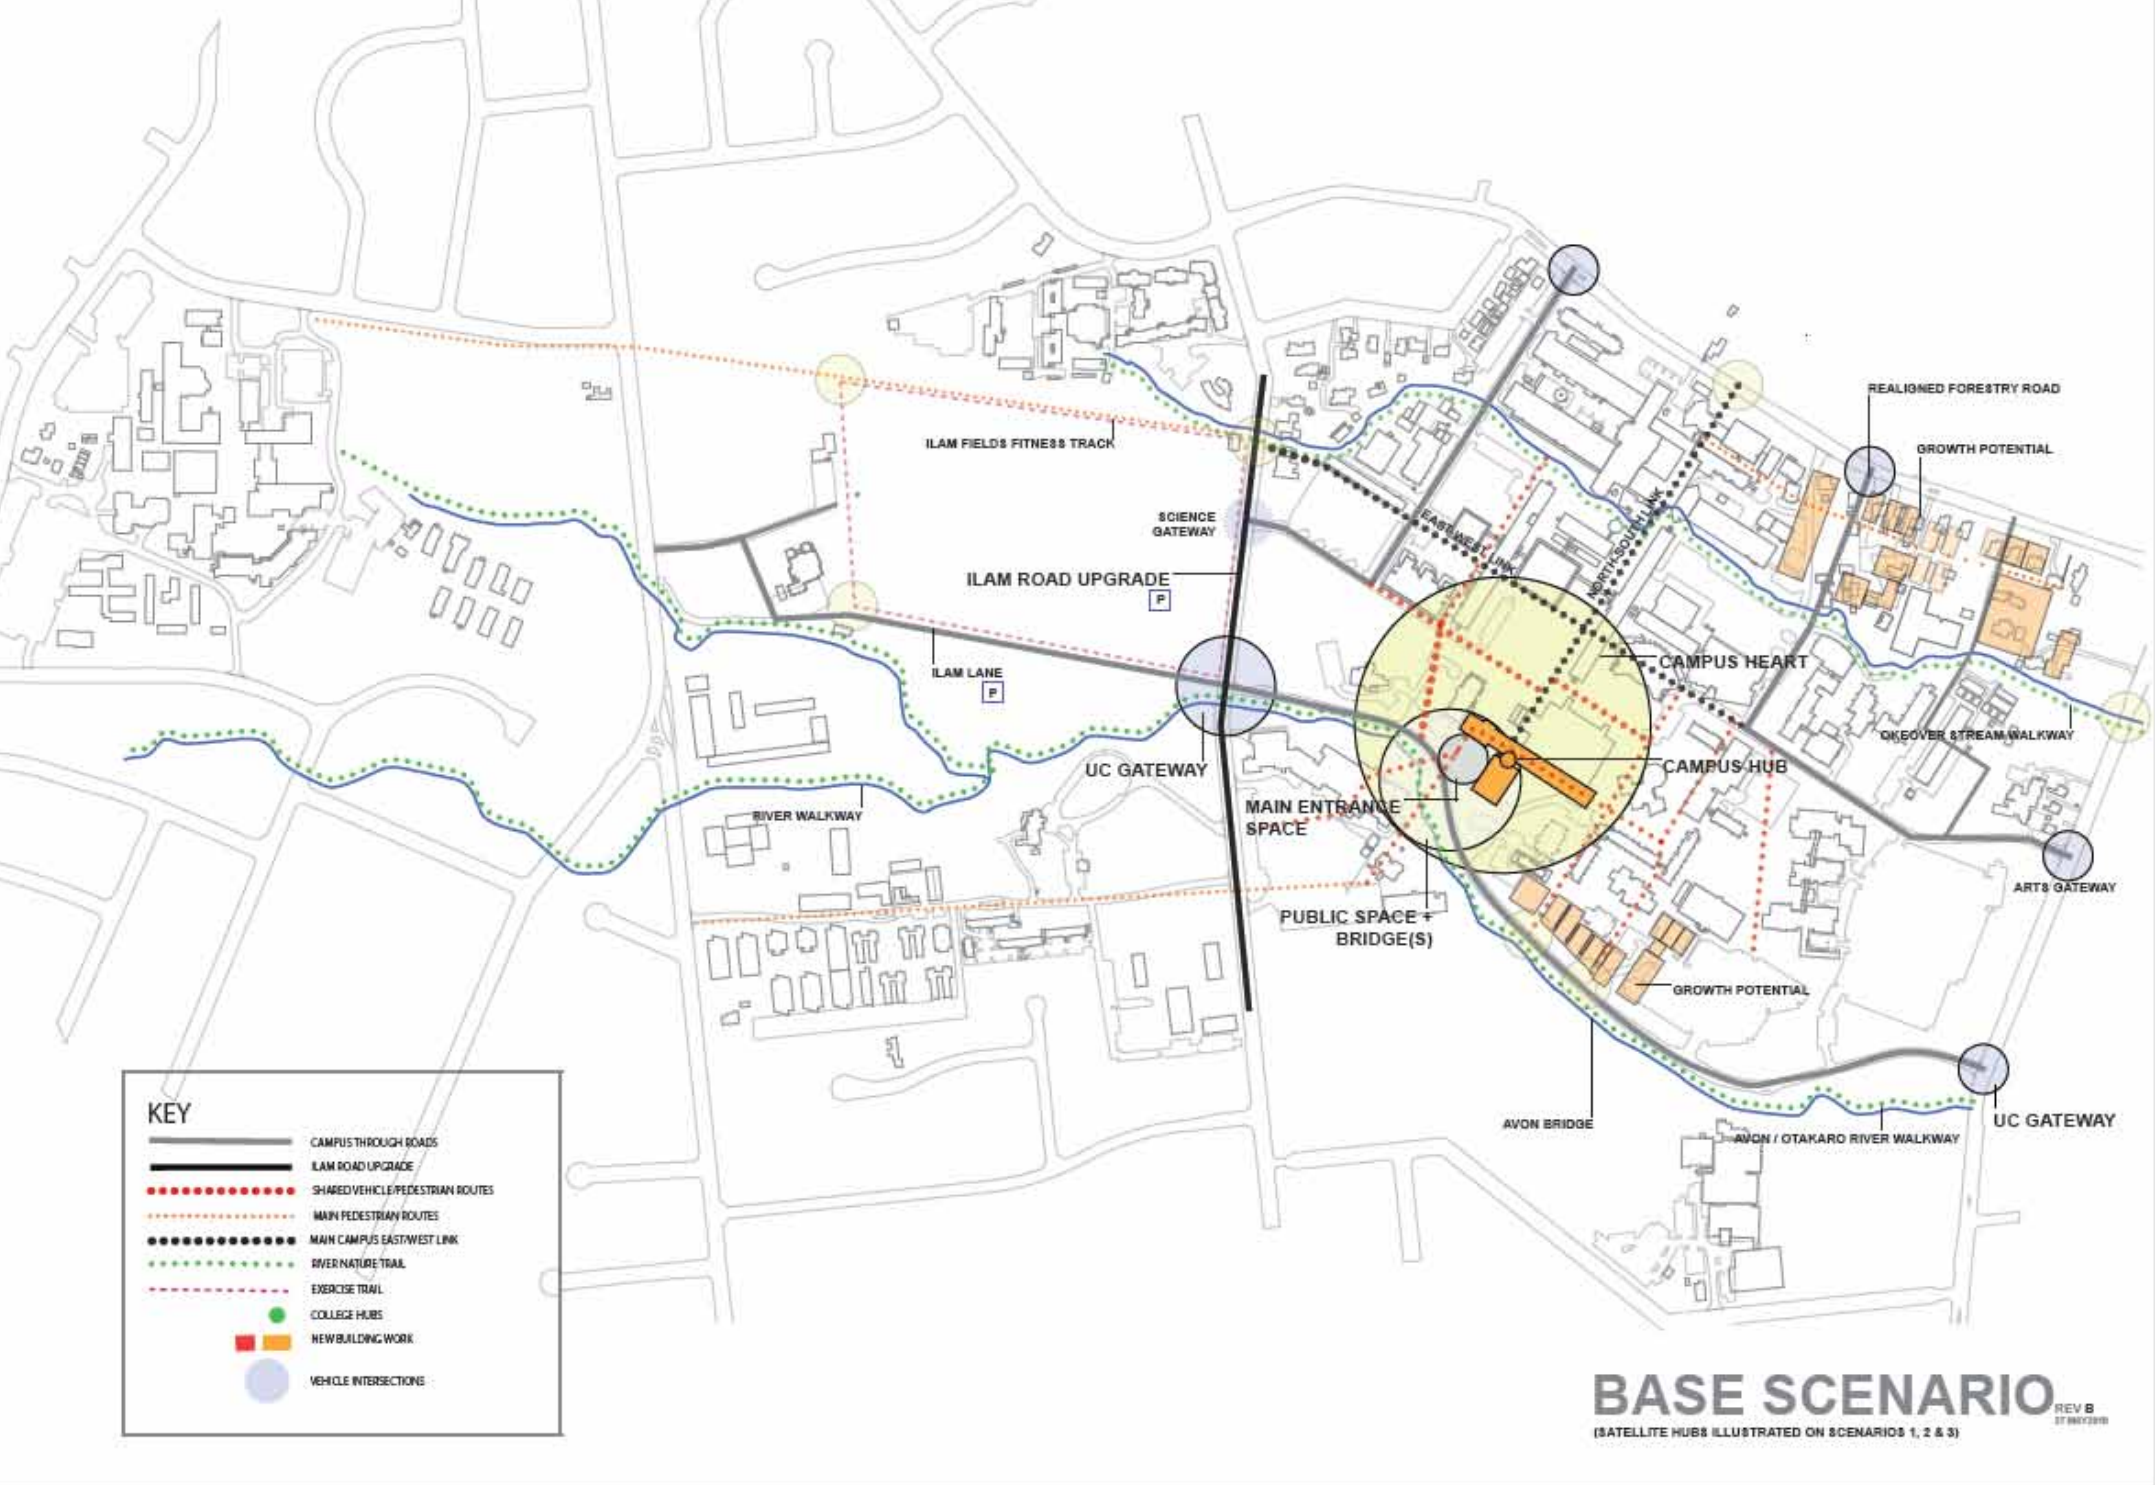 REALIGNED FORESTRY ROAD
GROWTH POTENTIAL
ILAM FIELDS FITNESS TRACK
SCIENCE
GATEWAY
EAST WEST LINK
NORTH SOUTH LINK
ILAM ROAD UPGRADE
P
ILAM LANE
P
CAMPUS HEART
OKEOVER STREAM WALKWAY
UC GATEWAY
CAMPUS HUB
MAIN ENTRANCE
SPACE
RIVER WALKWAY
ARTS GATEWAY
PUBLIC SPACE +
BRIDGE(S)
GROWTH POTENTIAL
AVON BRIDGE
UC GATEWAY
AVON / OTAKARO RIVER WALKWAY
KEY
CAMPUS THROUGH ROADS
ILAM ROAD UPGRADE
SHARED VEHICLE/PEDESTRIAN ROUTES
MAIN PEDESTRIAN ROUTES
MAIN CAMPUS EAST/WEST LINK
RIVER NATURE TRAIL
EXERCISE TRAIL
COLLEGE HUBS
NEW BUILDING WORK
VEHICLE INTERSECTIONS
BASE SCENARIO
REV B
(SATELLITE HUBS ILLUSTRATED ON SCENARIOS 1, 2 & 3)